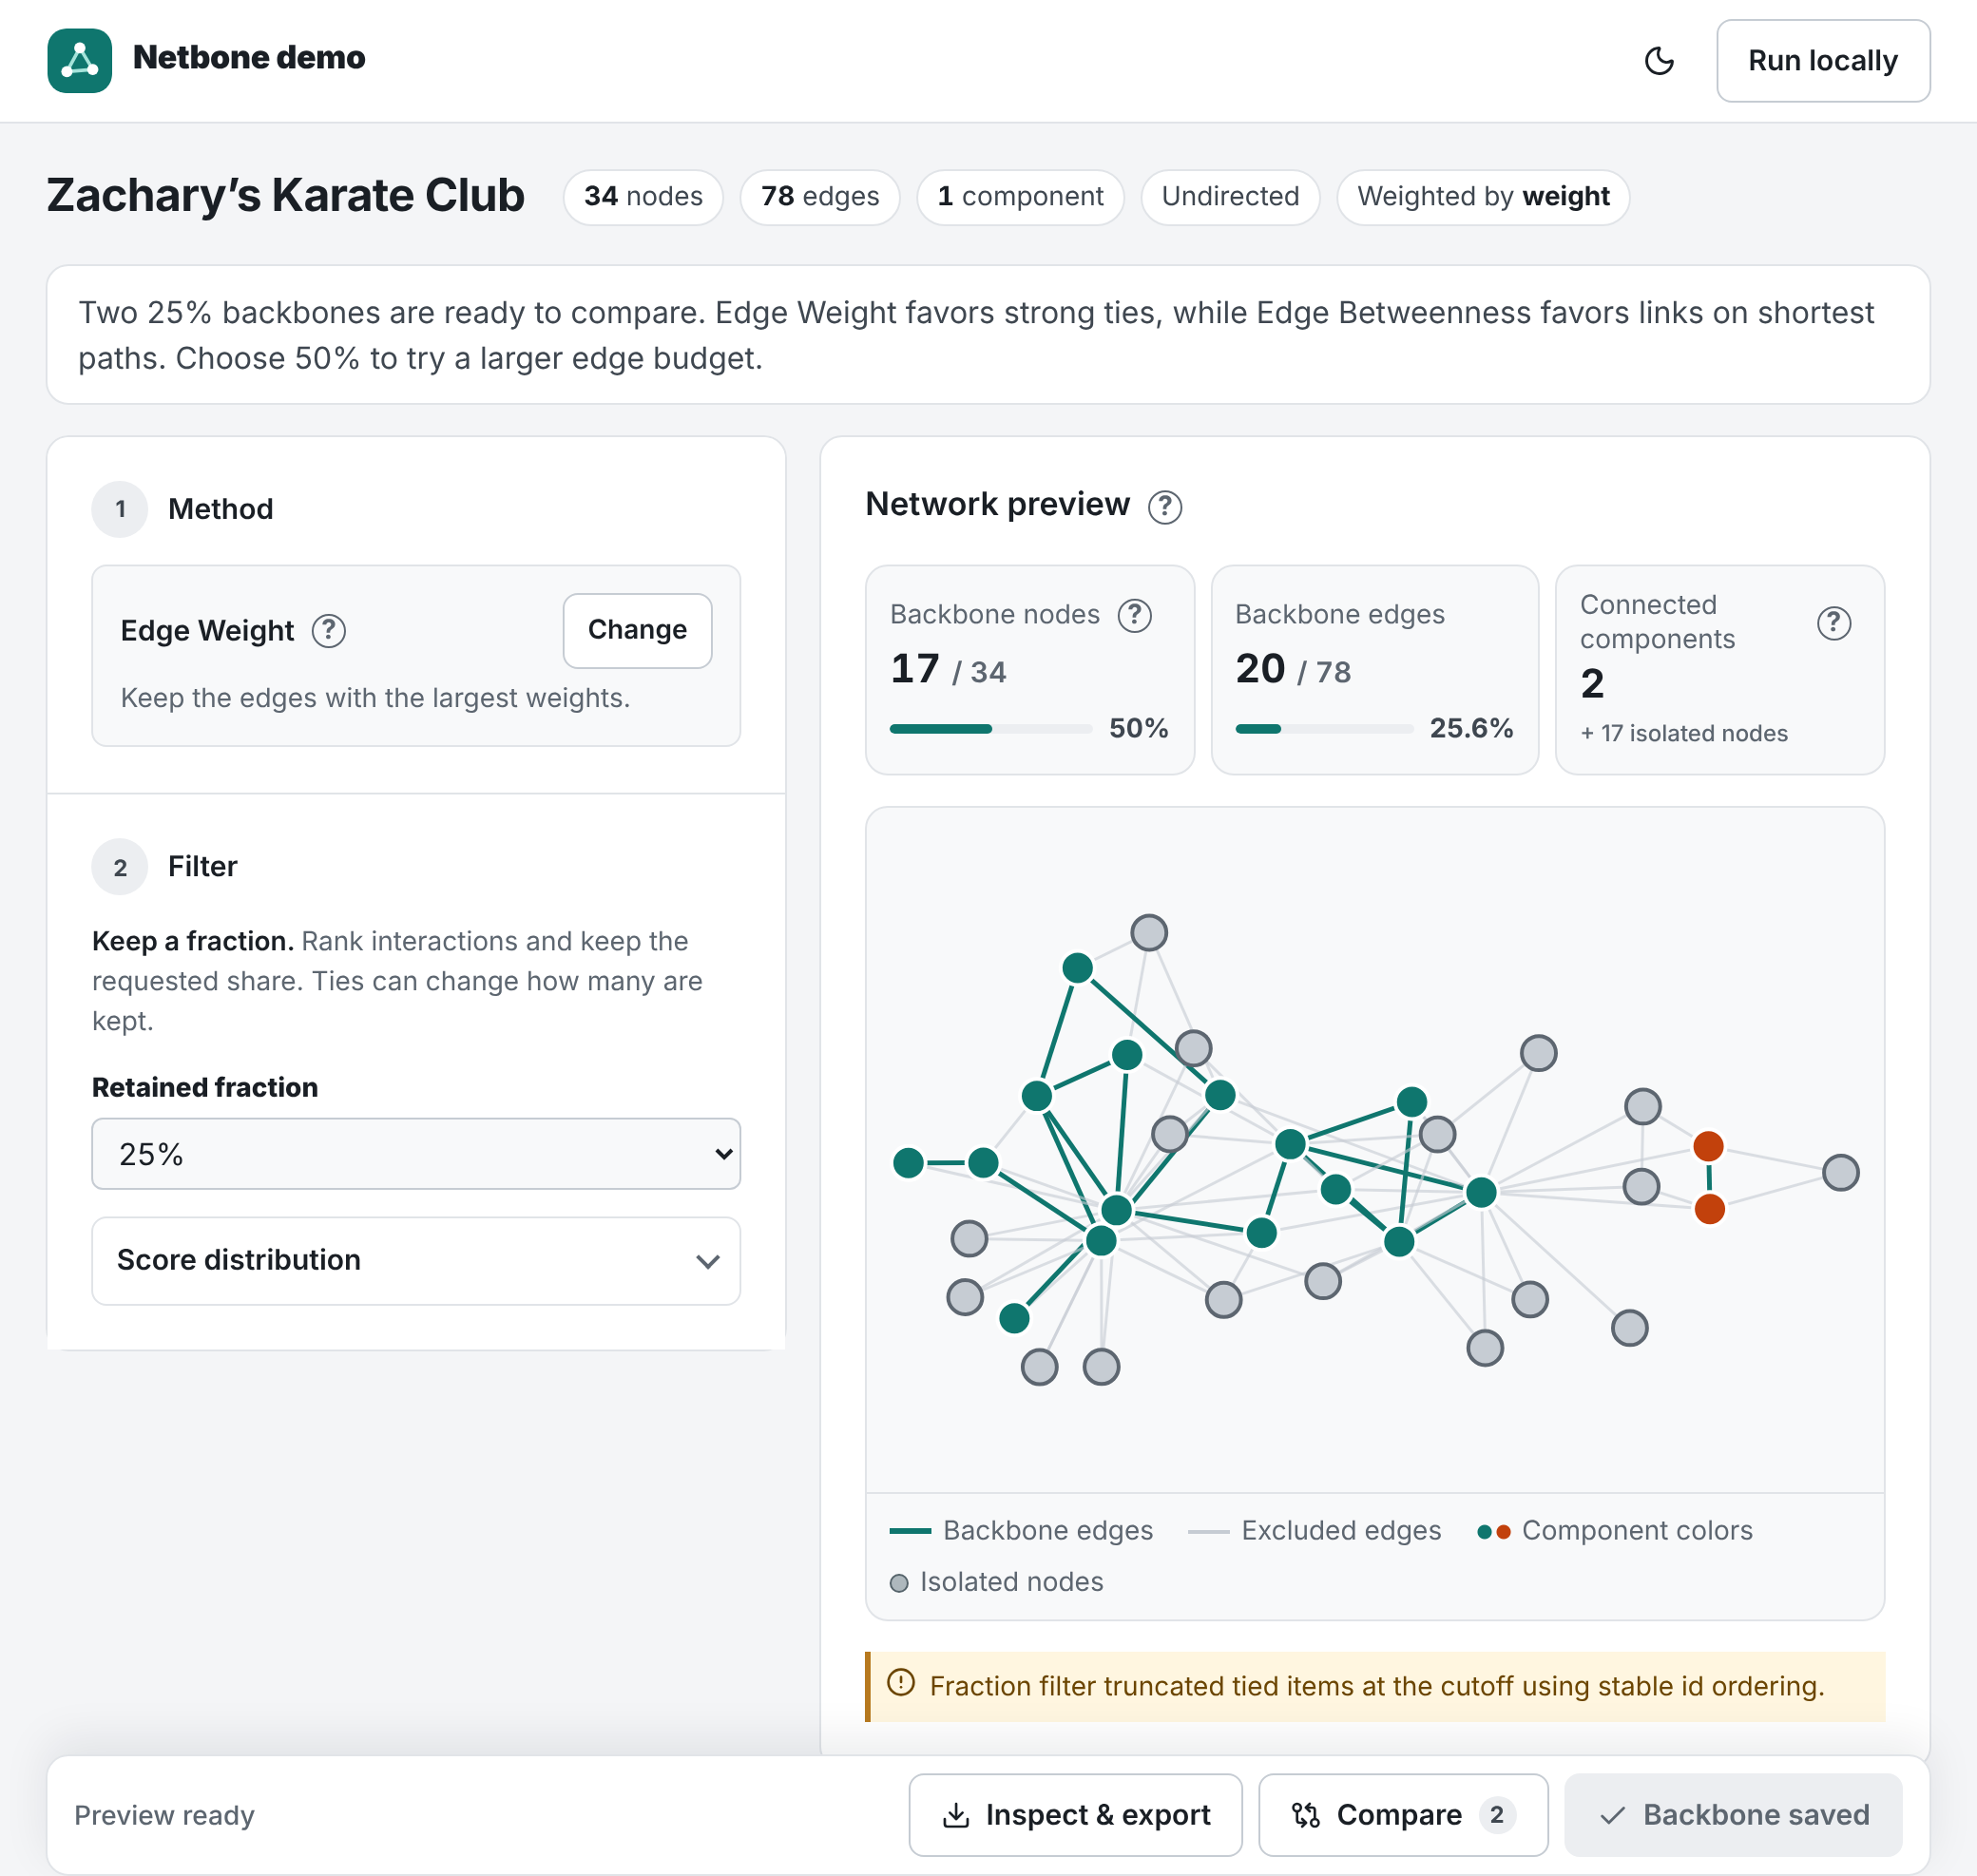 Netbone demo
Run locally
Zachary’s Karate Club
34 nodes
78 edges
1 component
Undirected
Weighted by weight
Two 25% backbones are ready to compare. Edge Weight favors strong ties, while Edge Betweenness favors links on shortest
paths. Choose 50% to try a larger edge budget.
1 Method
Edge Weight ?
Change
Keep the edges with the largest weights.
2 Filter
Keep a fraction. Rank interactions and keep the
requested share. Ties can change how many are
kept.
Retained fraction
25%
Score distribution
Network preview ?
Backbone nodes ?
17 / 34
50%
Backbone edges
20 / 78
25.6%
Connected
components ?
2
+ 17 isolated nodes
Backbone edges
Excluded edges
Component colors
Isolated nodes
Fraction filter truncated tied items at the cutoff using stable id ordering.
Preview ready
Inspect & export
Compare 2
Backbone saved